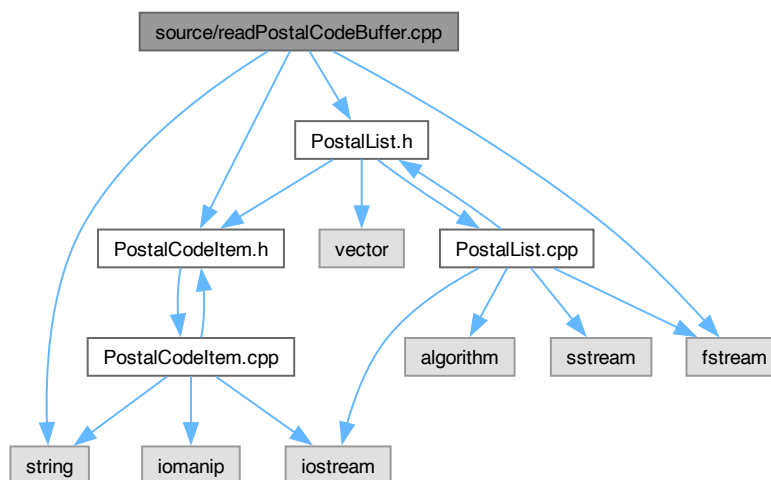 source/readPostalCodeBuffer.cpp
PostalList.h
PostalCodeItem.h
vector
PostalList.cpp
PostalCodeItem.cpp
algorithm
sstream
fstream
string
iomanip
iostream